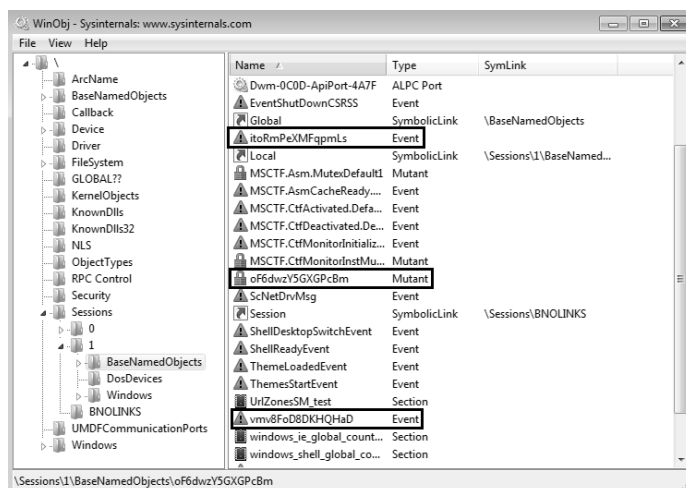 WinObj - Sysinternals: www.sysinternals.com
File View Help
\
ArcName
BaseNamedObjects
Callback
Device
Driver
FileSystem
GLOBAL??
KernelObjects
KnownDlls
KnownDlls32
NLS
ObjectTypes
RPC Control
Security
Sessions
0
1
BaseNamedObjects
DosDevices
Windows
BNOLINKS
UMDFCommunicationPorts
Windows
Name Type SymLink
Dwm-0C0D-ApiPort-4A7F ALPC Port
EventShutDownCSRSS Event
Global SymbolicLink \BaseNamedObjects
itoRmPeXMFqpmLs Event
Local SymbolicLink \Sessions\1\BaseNamed...
MSCTF.Asm.MutexDefault1 Mutant
MSCTF.AsmCacheReady.... Event
MSCTF.CtfActivated.Defa... Event
MSCTF.CtfDeactivated.De... Event
MSCTF.CtfMonitorInitializ... Event
MSCTF.CtfMonitorInstMu... Mutant
oF6dwzY5GXGPcBm Mutant
ScNetDrvMsg Event
Session SymbolicLink \Sessions\BNOLINKS
ShellDesktopSwitchEvent Event
ShellReadyEvent Event
ThemeLoadedEvent Event
ThemesStartEvent Event
UrlZonesSM_test Section
vmv8FoD8DKHQHaD Event
windows_ie_global_count... Section
windows_shell_global_co... Section
\Sessions\1\BaseNamedObjects\oF6dwzY5GXGPcBm